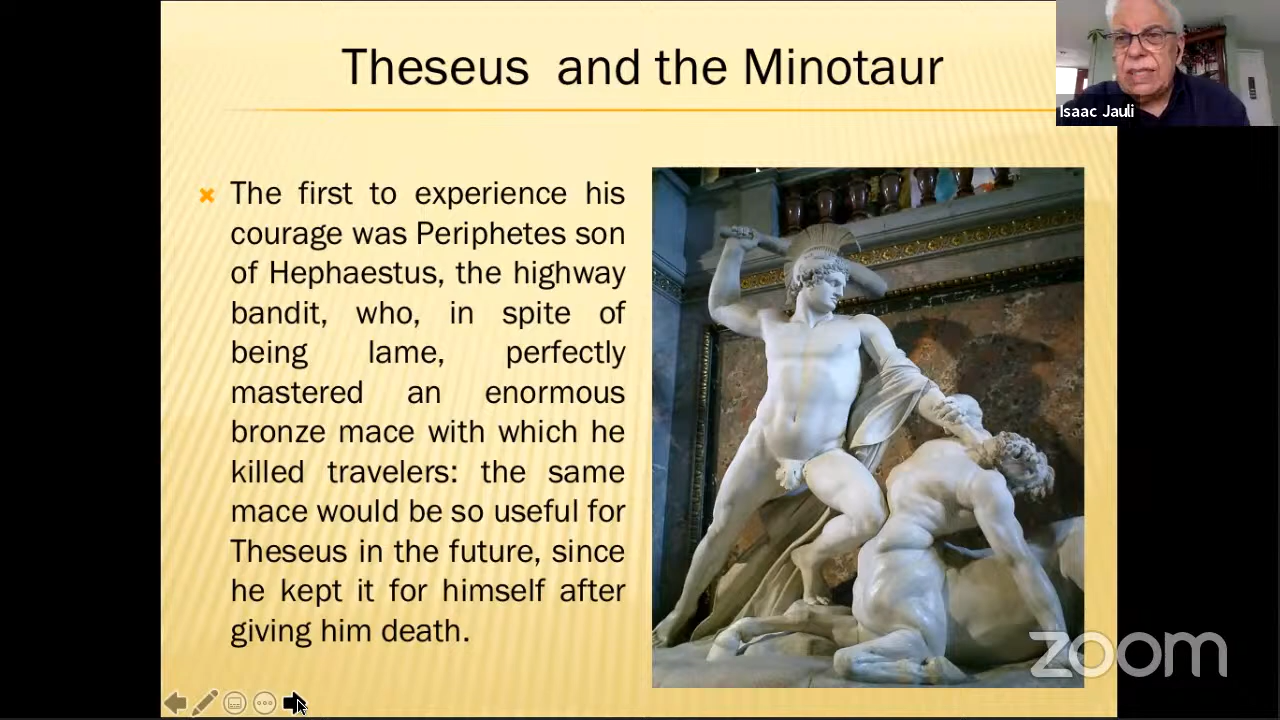 Theseus and the Minotaur
Isaac Jauli
The first to experience his
courage was Periphetes son
of Hephaestus, the highway
bandit, who, in spite of
being lame, perfectly
mastered an enormous
bronze mace with which he
killed travelers: the same
mace would be so useful for
Theseus in the future, since
he kept it for himself after
giving him death.
zoom